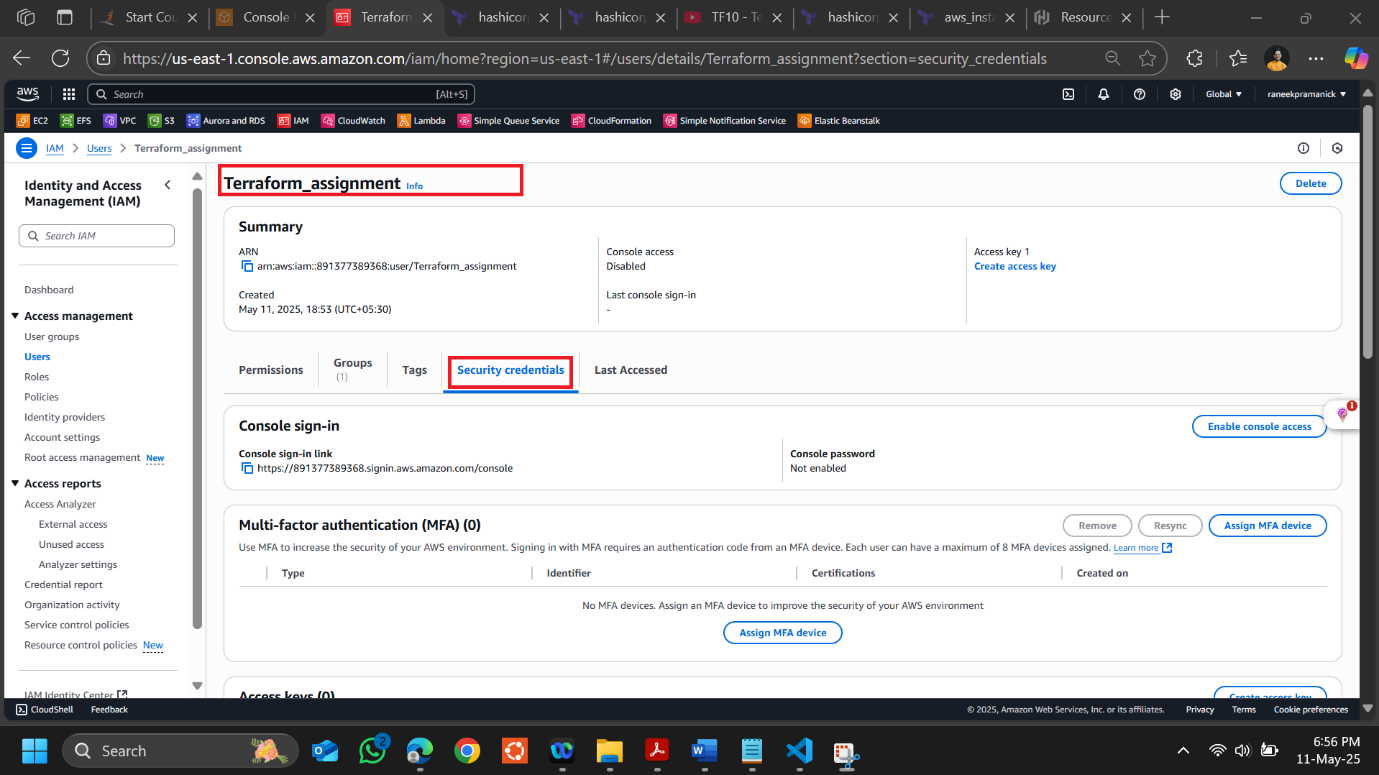 Start Cou
Console
Terraform
hashicorp
hashicorp
TF10 - Te
hashicorp
aws_insta
Resource
https://us-east-1.console.aws.amazon.com/iam/home?region=us-east-1#/users/details/Terraform_assignment?section=security_credentials
aws
Search
[Alt+S]
Global
raneekpramanick
EC2
EFS
VPC
S3
Aurora and RDS
IAM
CloudWatch
Lambda
Simple Queue Service
CloudFormation
Simple Notification Service
Elastic Beanstalk
IAM
Users
Terraform_assignment
Identity and Access
Management (IAM)
Search IAM
Dashboard
Access management
User groups
Users
Roles
Policies
Identity providers
Account settings
Root access management New
Access reports
Access Analyzer
External access
Unused access
Analyzer settings
Credential report
Organization activity
Service control policies
Resource control policies New
IAM Identity Center
Terraform_assignment Info
Delete
Summary
ARN
arn:aws:iam::891377389368:user/Terraform_assignment
Created
May 11, 2025, 18:53 (UTC+05:30)
Console access
Disabled
Last console sign-in
-
Access key 1
Create access key
Permissions
Groups
(1)
Tags
Security credentials
Last Accessed
Console sign-in
Enable console access
Console sign-in link
https://891377389368.signin.aws.amazon.com/console
Console password
Not enabled
1
Multi-factor authentication (MFA) (0)
Remove
Resync
Assign MFA device
Use MFA to increase the security of your AWS environment. Signing in with MFA requires an authentication code from an MFA device. Each user can have a maximum of 8 MFA devices assigned. Learn more
Type
Identifier
Certifications
Created on
No MFA devices. Assign an MFA device to improve the security of your AWS environment
Assign MFA device
Access keys (0)
Create access key
CloudShell
Feedback
© 2025, Amazon Web Services, Inc. or its affiliates.
Privacy
Terms
Cookie preferences
Search
2
6:56 PM
11-May-25